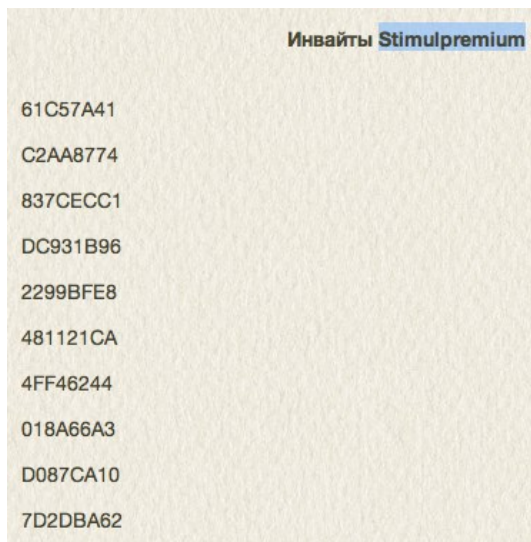 Инвайты Stimulpremium
61C57A41
C2AA8774
837CECC1
DC931B96
2299BFE8
481121CA
4FF46244
018A66A3
D087CA10
7D2DBA62